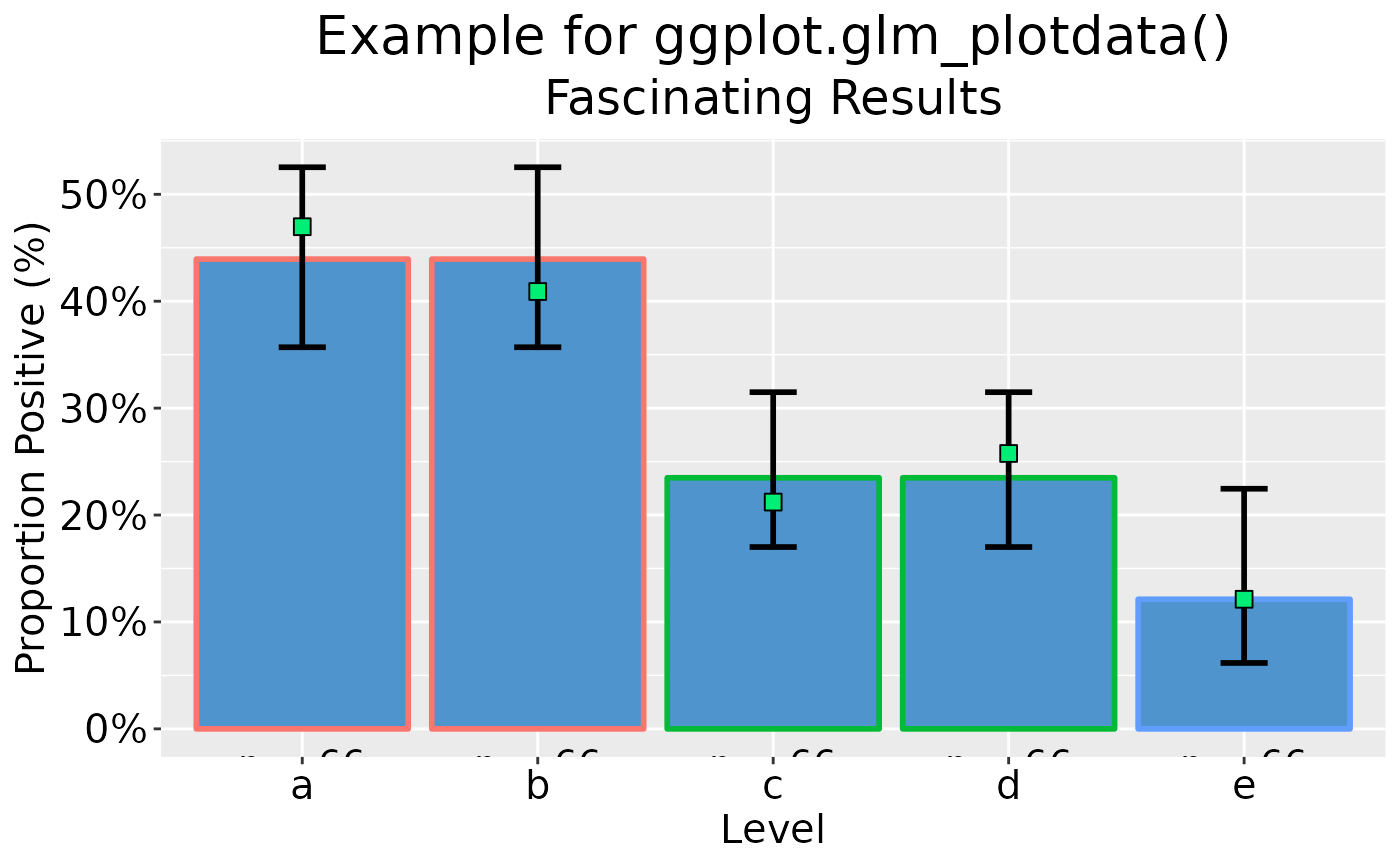 Example for ggplot.glm_plotdata()
Fascinating Results
Proportion Positive (%)
50%
40%
30%
20%
10%
0%
a b c d e
Level